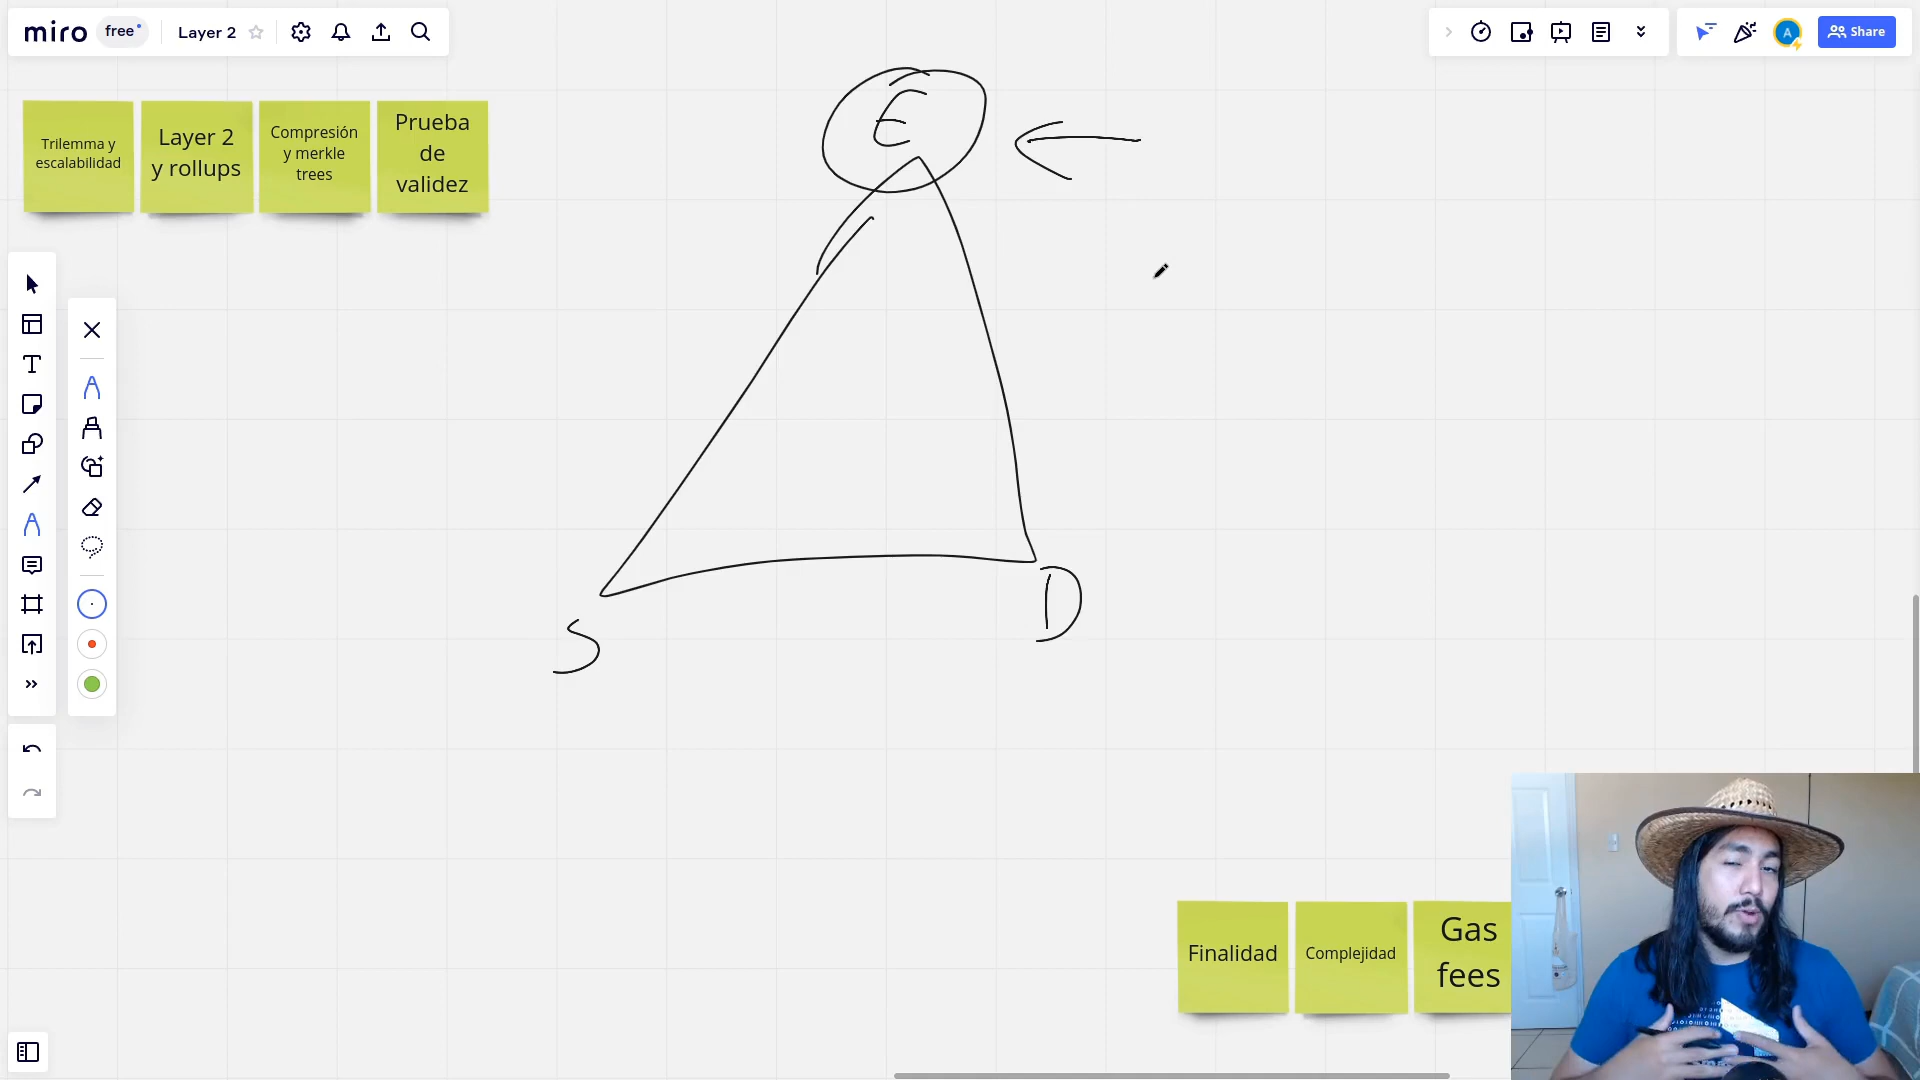 miro
free
Layer 2
Share
A
Trilemma y
escalabilidad
Layer 2
y rollups
Compresión
y merkle
trees
Prueba
de
validez
E
S
D
Finalidad
Complejidad
Gas
fees